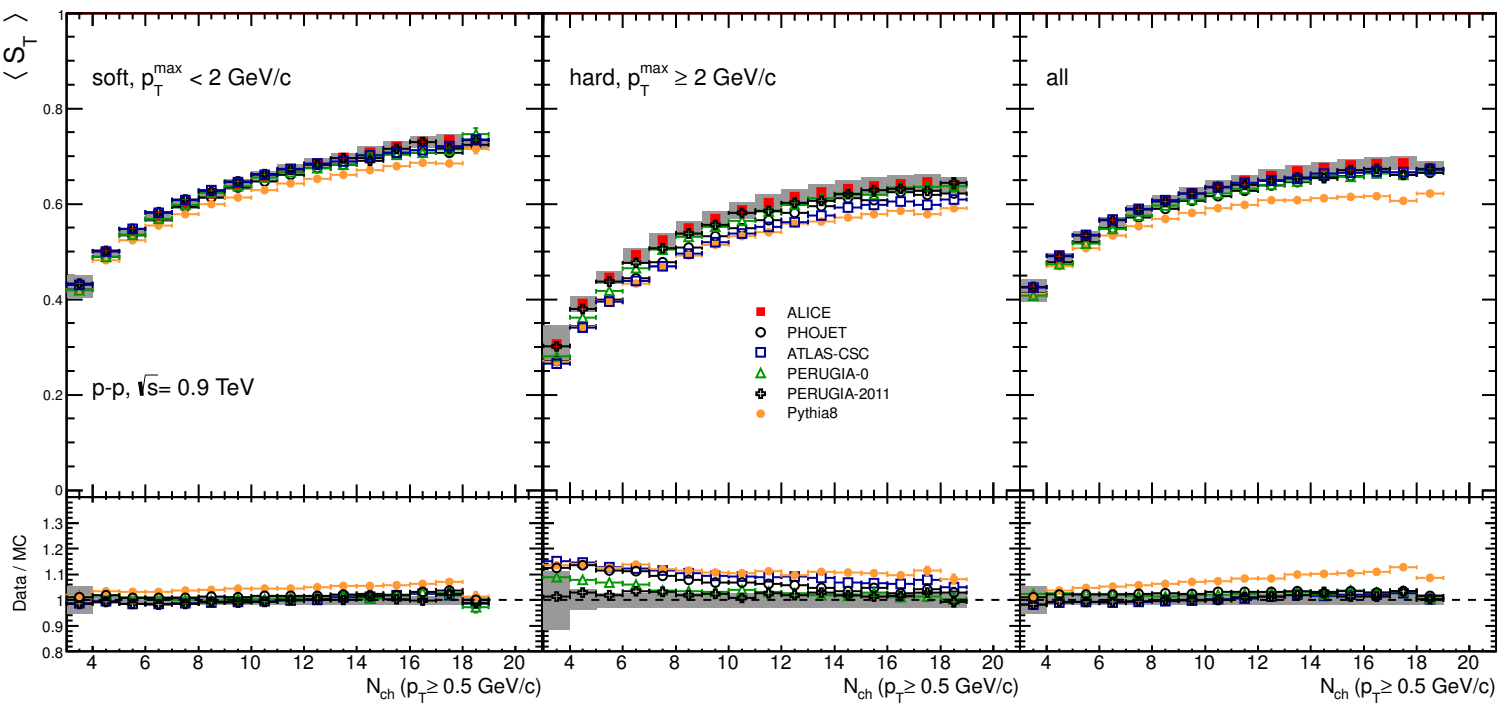 ⟨ S_T ⟩
soft, p_T^max < 2 GeV/c
hard, p_T^max ≥ 2 GeV/c
all
p-p, √s= 0.9 TeV
ALICE
PHOJET
ATLAS-CSC
PERUGIA-0
PERUGIA-2011
Pythia8
1
0.8
0.6
0.4
0.2
0
Data / MC
1.3
1.2
1.1
1
0.9
0.8
4 6 8 10 12 14 16 18 20
4 6 8 10 12 14 16 18 20
4 6 8 10 12 14 16 18 20
N_ch (p_T≥ 0.5 GeV/c)
N_ch (p_T≥ 0.5 GeV/c)
N_ch (p_T≥ 0.5 GeV/c)